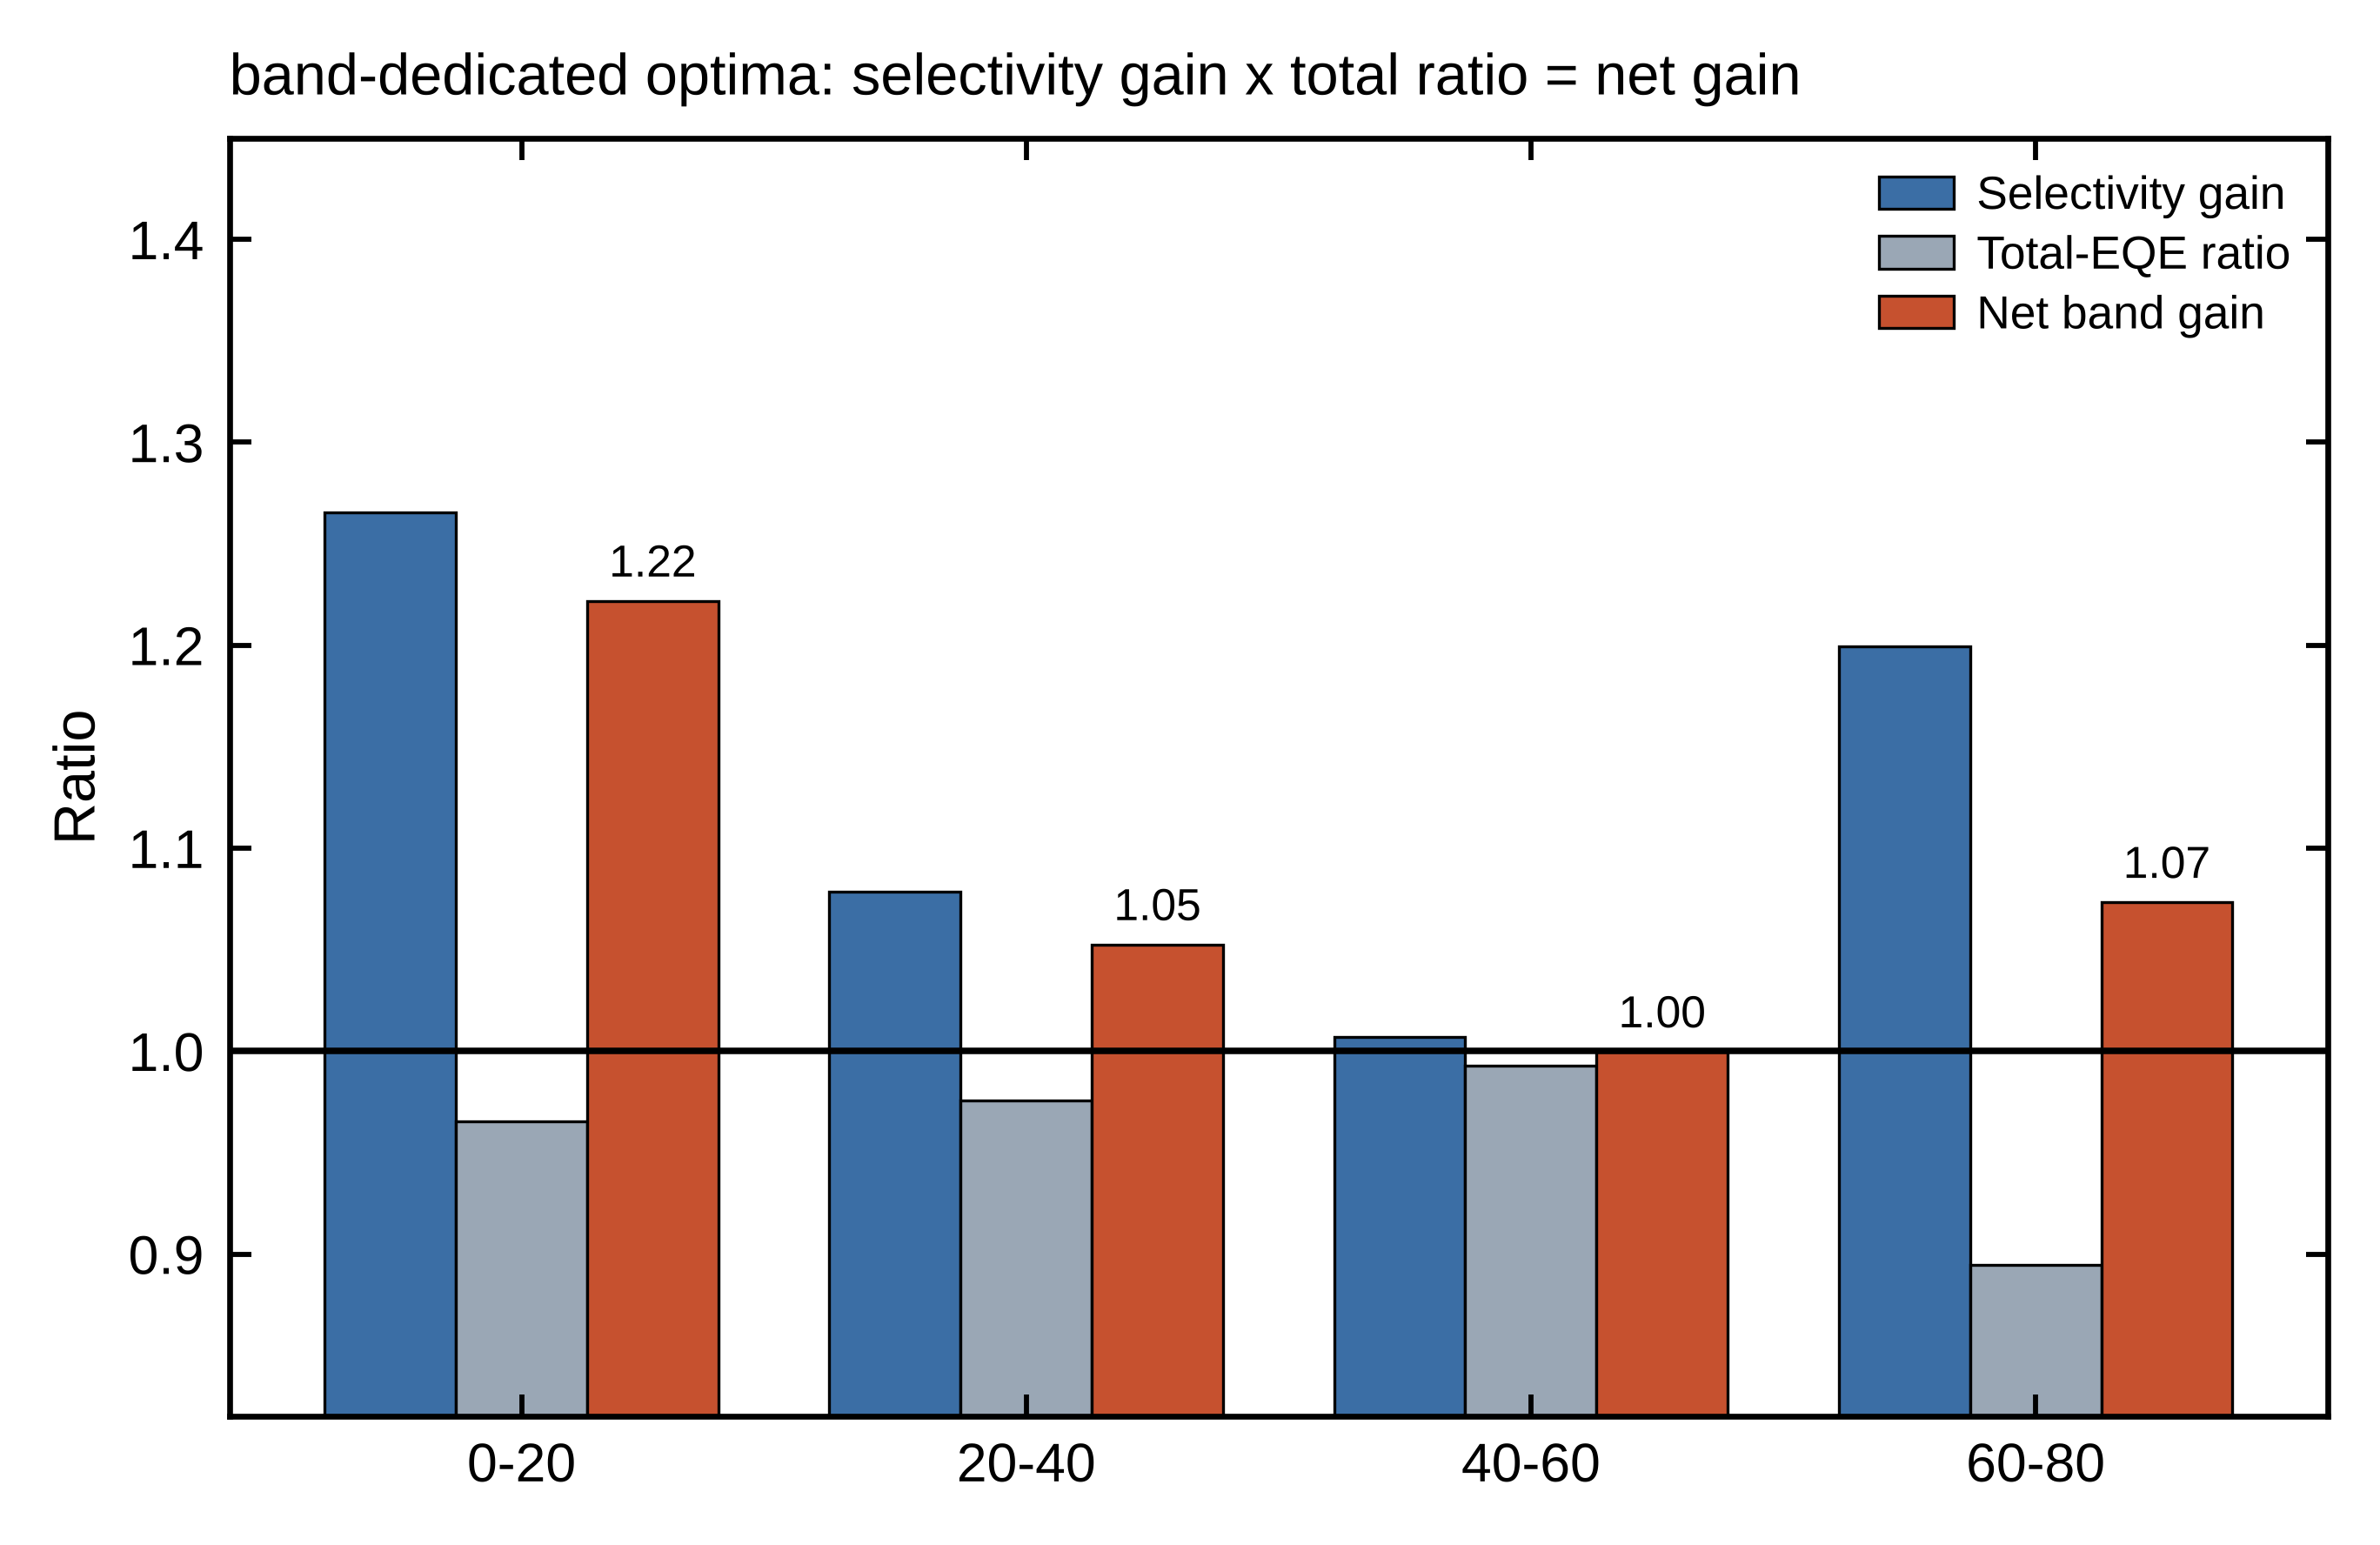 band-dedicated optima: selectivity gain x total ratio = net gain
Selectivity gain
Total-EQE ratio
Net band gain
Ratio
1.4
1.3
1.2
1.1
1.0
0.9
1.22
1.05
1.00
1.07
0-20
20-40
40-60
60-80